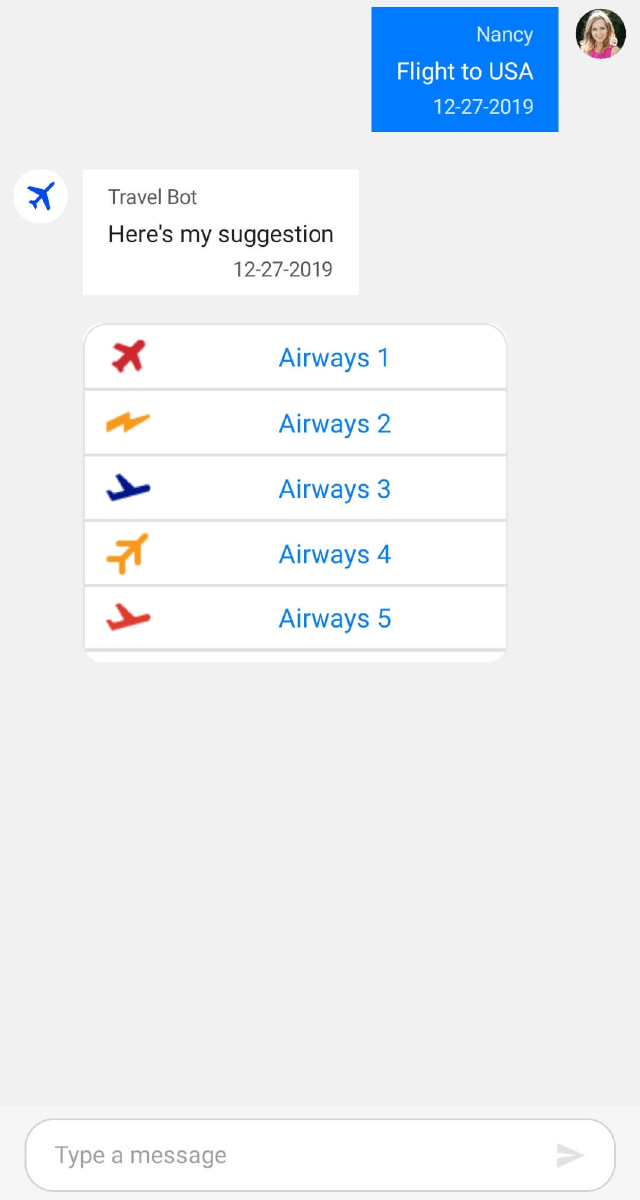 Nancy
Flight to USA
12-27-2019
Travel Bot
Here's my suggestion
12-27-2019
Airways 1
Airways 2
Airways 3
Airways 4
Airways 5
Type a message